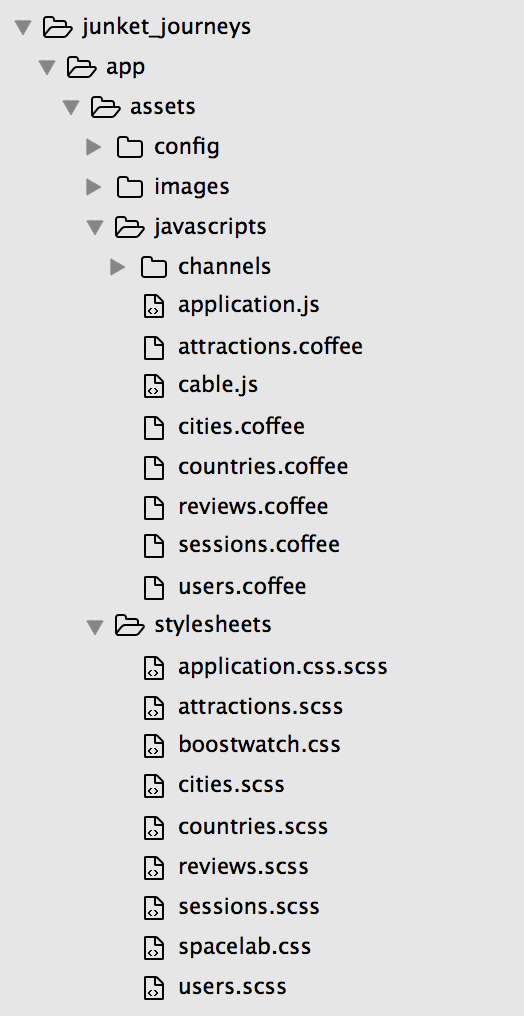 junket_journeys
app
assets
config
images
javascripts
channels
application.js
attractions.coffee
cable.js
cities.coffee
countries.coffee
reviews.coffee
sessions.coffee
users.coffee
stylesheets
application.css.scss
attractions.scss
boostwatch.css
cities.scss
countries.scss
reviews.scss
sessions.scss
spacelab.css
users.scss